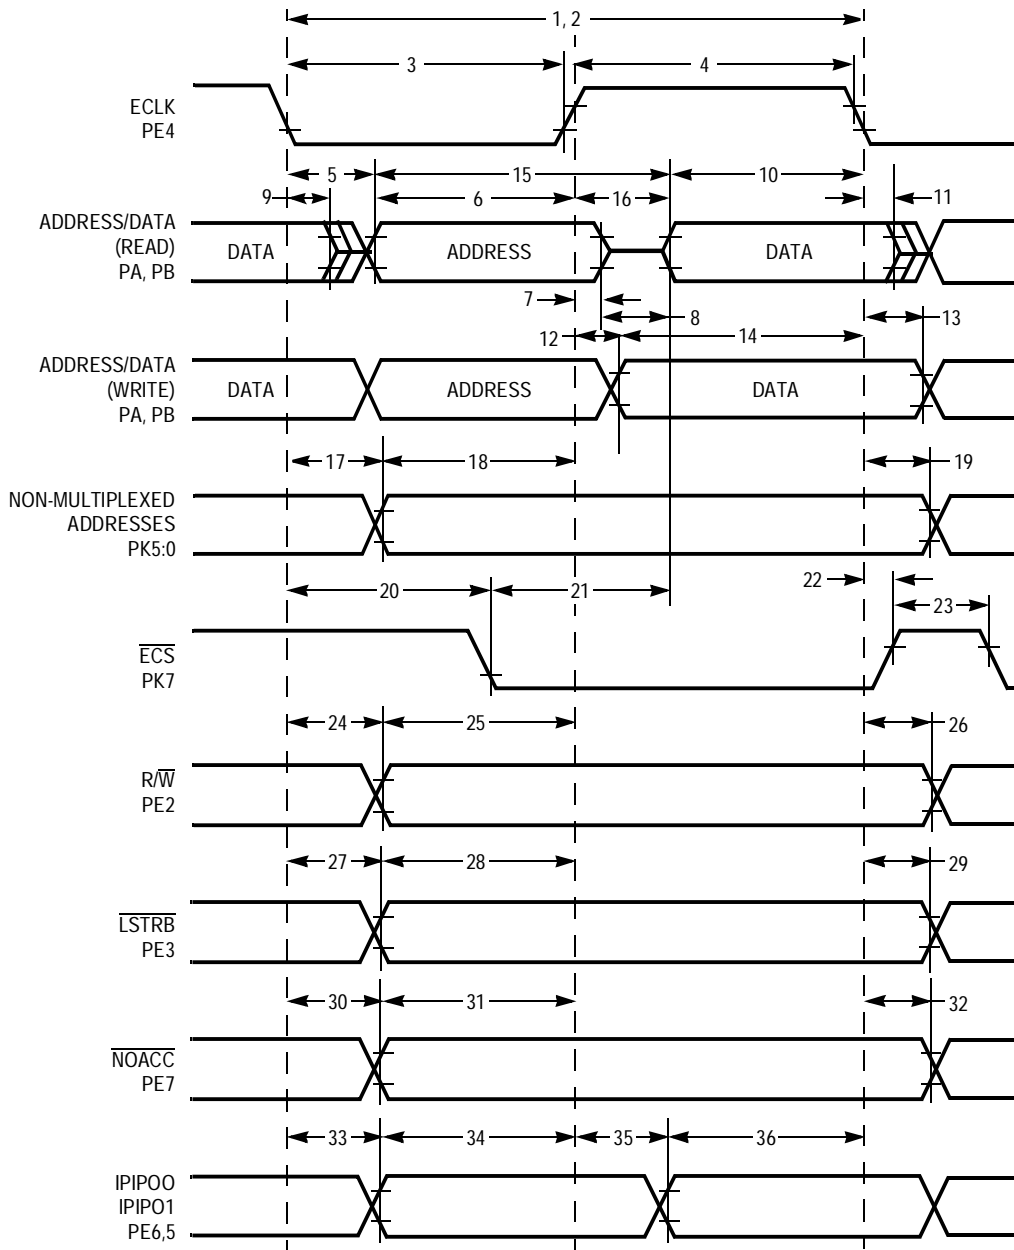 1, 2
3
4
ECLK
PE4
5
15
10
9
6
16
11
ADDRESS/DATA
(READ)
PA, PB
DATA
ADDRESS
DATA
7
8
12
14
13
ADDRESS/DATA
(WRITE)
PA, PB
DATA
ADDRESS
DATA
17
18
19
NON-MULTIPLEXED
ADDRESSES
PK5:0
20
21
22
23
ECS
PK7
24
25
26
R/W
PE2
27
28
29
LSTRB
PE3
30
31
32
NOACC
PE7
33
34
35
36
IPIPO0
IPIPO1
PE6,5